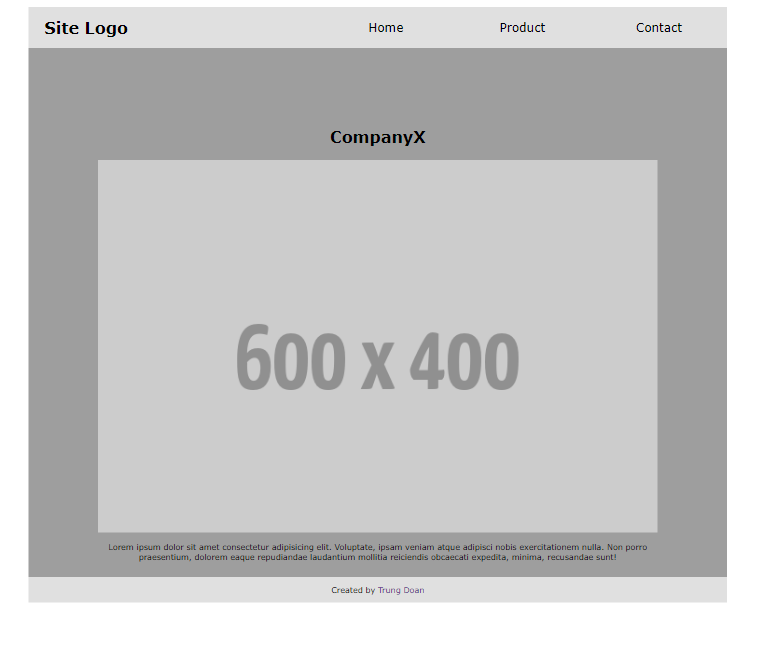 Site Logo
Home
Product
Contact
CompanyX
600 x 400
Lorem ipsum dolor sit amet consectetur adipisicing elit. Voluptate, ipsam veniam atque adipisci nobis exercitationem nulla. Non porro
praesentium, dolorem eaque repudiandae laudantium mollitia reiciendis obcaecati expedita, minima, recusandae sunt!
Created by Trung Doan